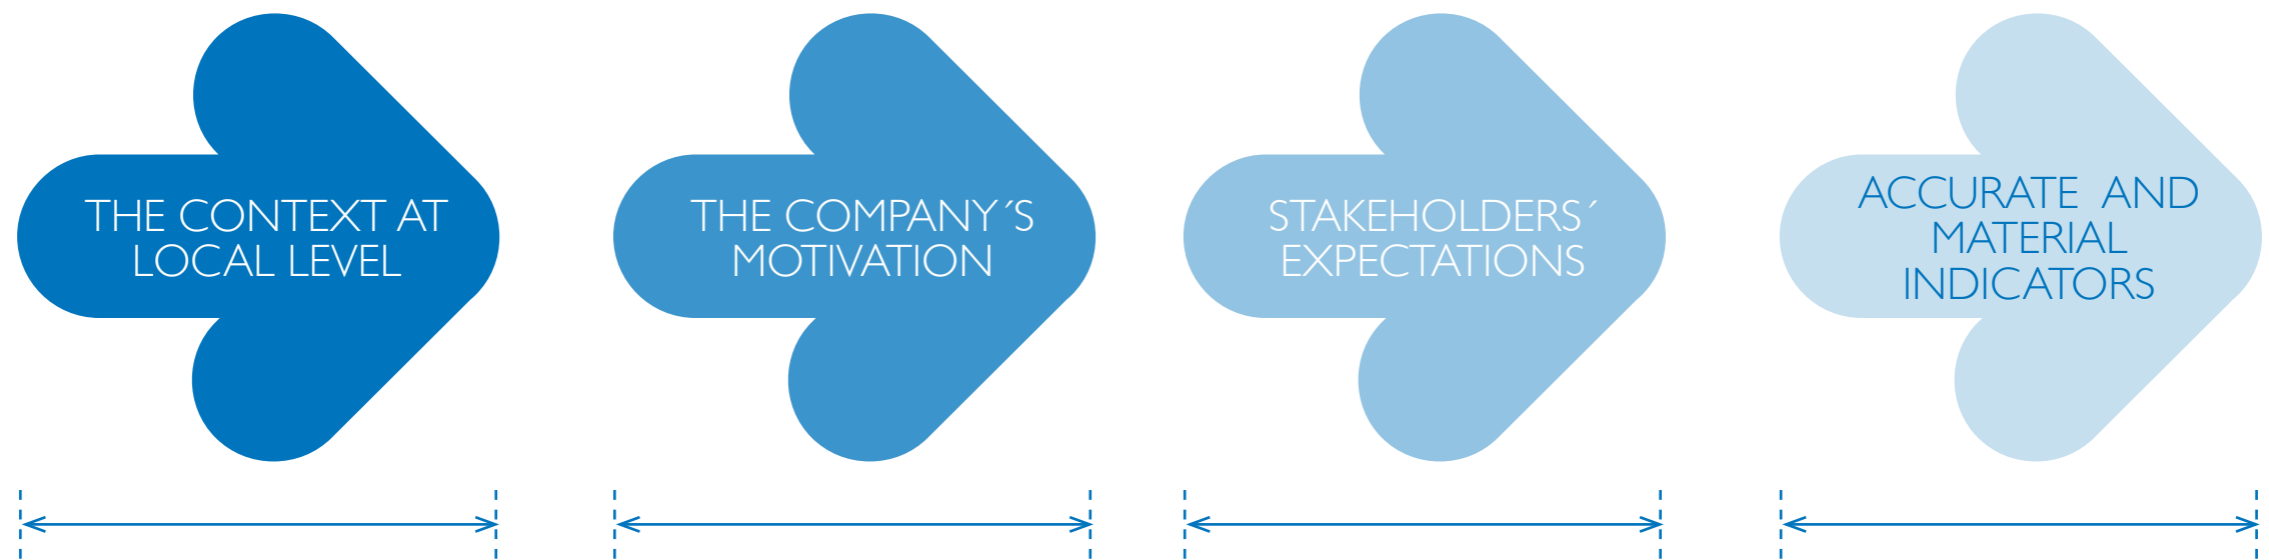 THE CONTEXT AT
LOCAL LEVEL
THE COMPANY´S
MOTIVATION
STAKEHOLDERS´
EXPECTATIONS
ACCURATE AND
MATERIAL
INDICATORS